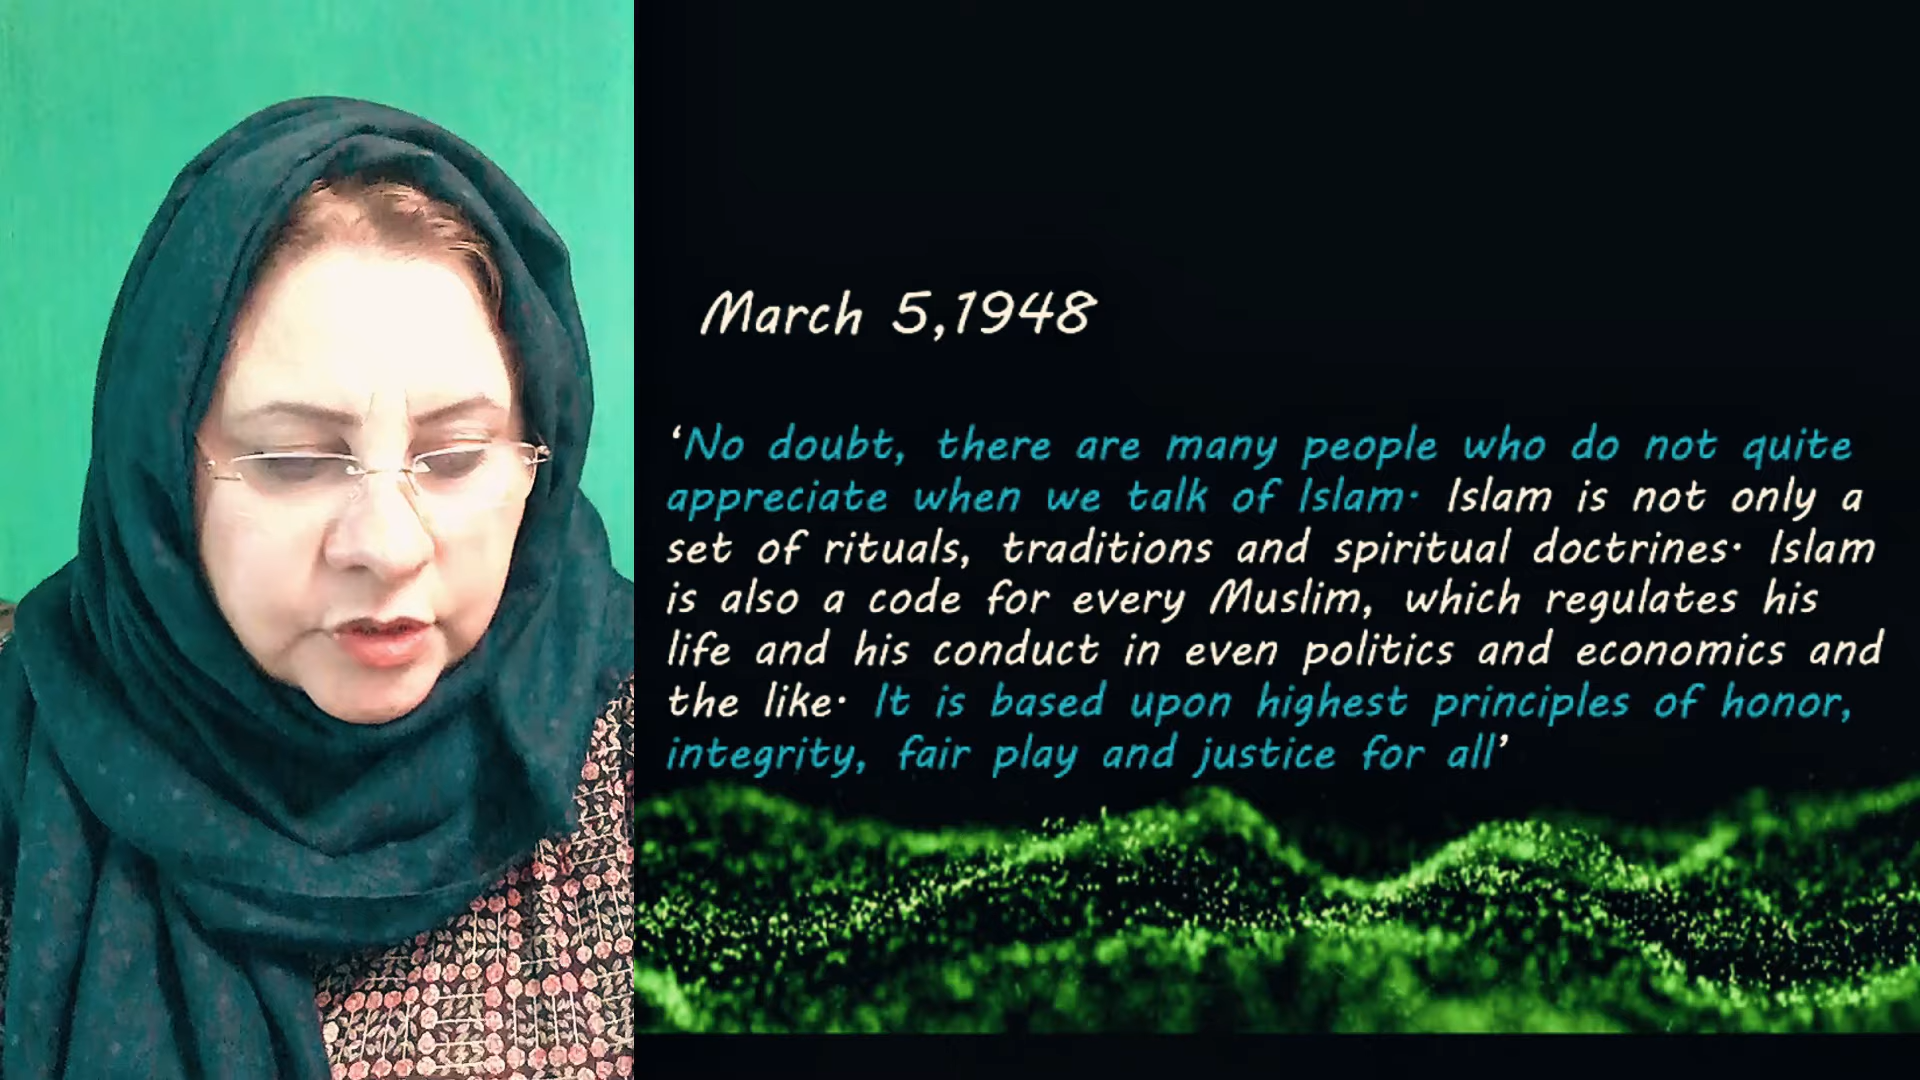 March 5,1948
‘No doubt, there are many people who do not quite
appreciate when we talk of Islam· Islam is not only a
set of rituals, traditions and spiritual doctrines· Islam
is also a code for every Muslim, which regulates his
life and his conduct in even politics and economics and
the like· It is based upon highest principles of honor,
integrity, fair play and justice for all’